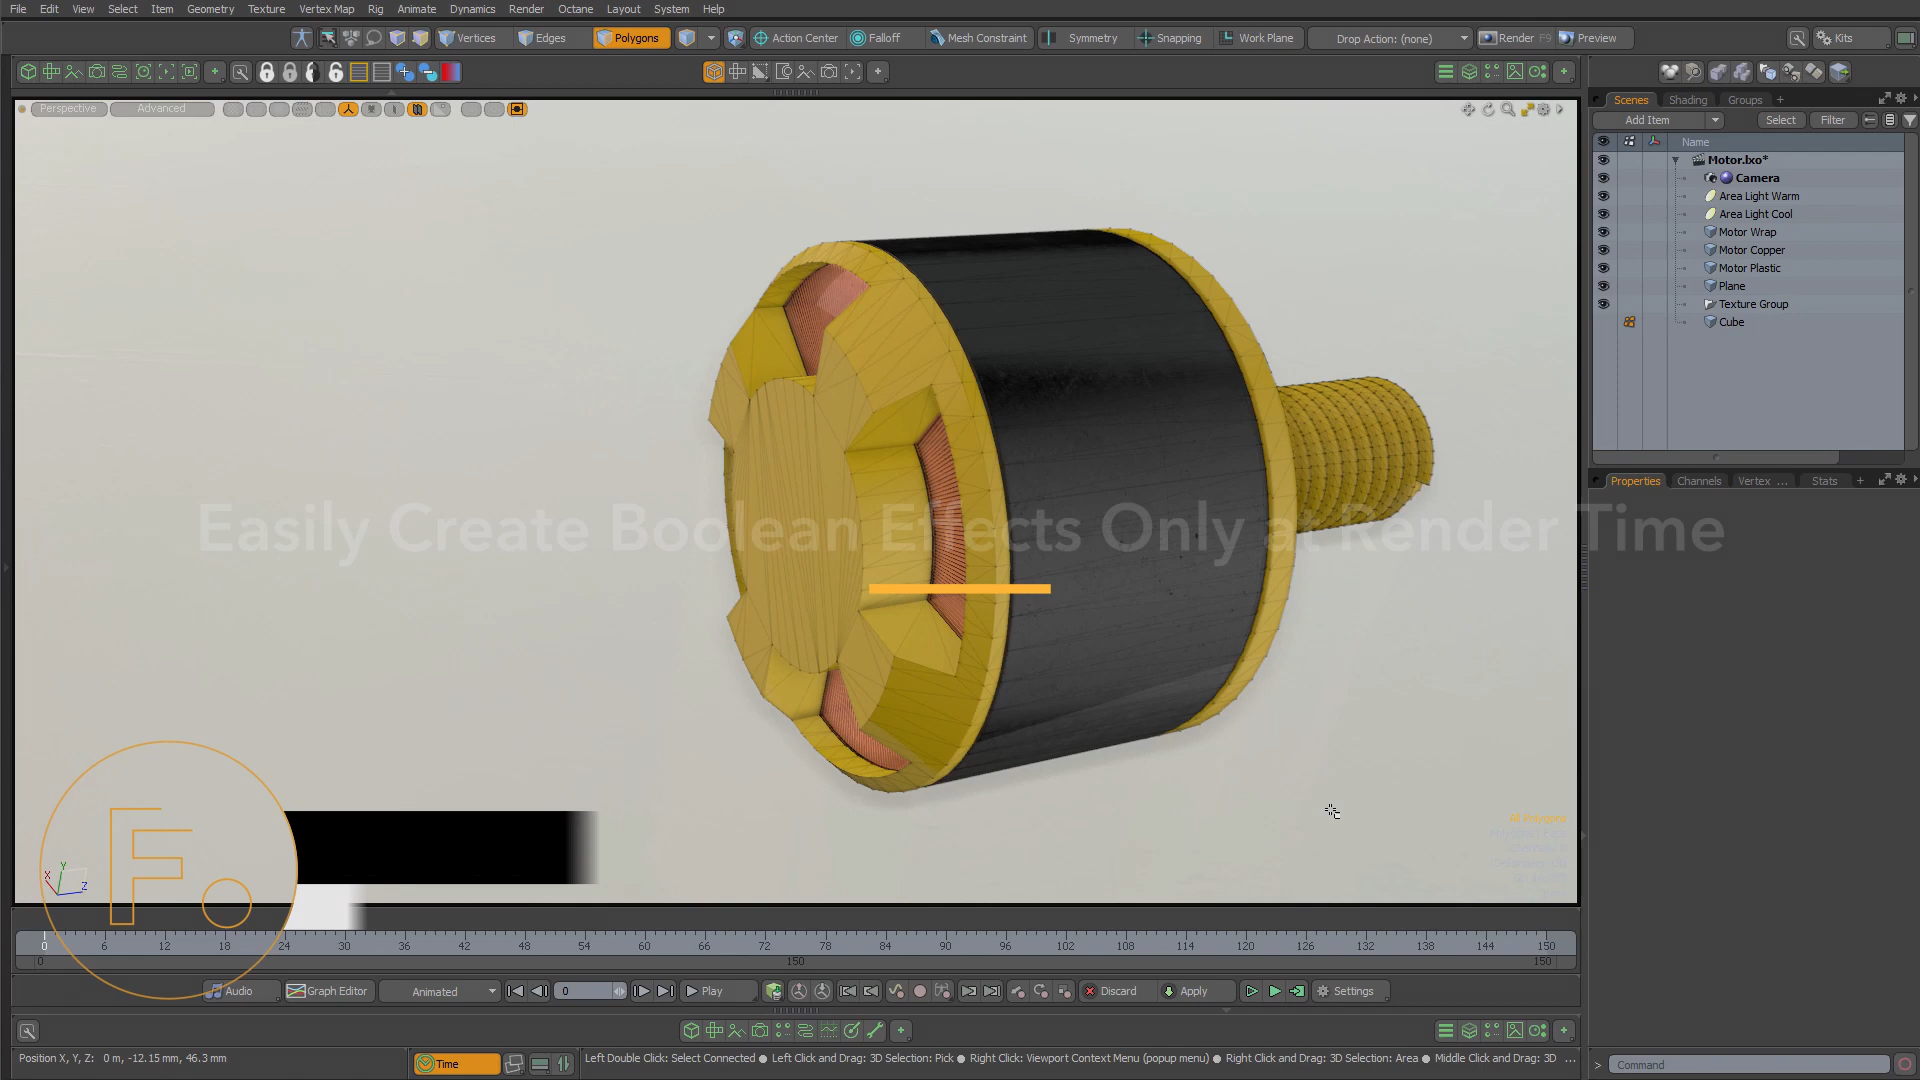 File Edit View Select Item Geometry Texture Vertex Map Rig Animate Dynamics Render Octane Layout System Help
Vertices Edges Polygons Action Center Falloff Mesh Constraint Symmetry Snapping Work Plane Drop Action: (none) Render F9 Preview Kits
Perspective Advanced
Scenes Shading Groups +
Add Item Select Filter
Name
Motor.lxo*
Camera
Area Light Warm
Area Light Cool
Motor Wrap
Motor Copper
Motor Plastic
Plane
Texture Group
Cube
Properties Channels Vertex ... Stats +
Easily Create Boolean Effects Only at Render Time
All Polygons
F.
X Y Z
0 6 12 18 24 30 36 42 48 54 60 66 72 78 84 90 96 102 108 114 120 126 132 138 144 150
0 150 150
Audio Graph Editor Animated 0 Play Discard Apply Settings
Position X, Y, Z: 0 m, -12.15 mm, 46.3 mm
Time
Left Double Click: Select Connected ● Left Click and Drag: 3D Selection: Pick ● Right Click: Viewport Context Menu (popup menu) ● Right Click and Drag: 3D Selection: Area ● Middle Click and Drag: 3D ...
> Command